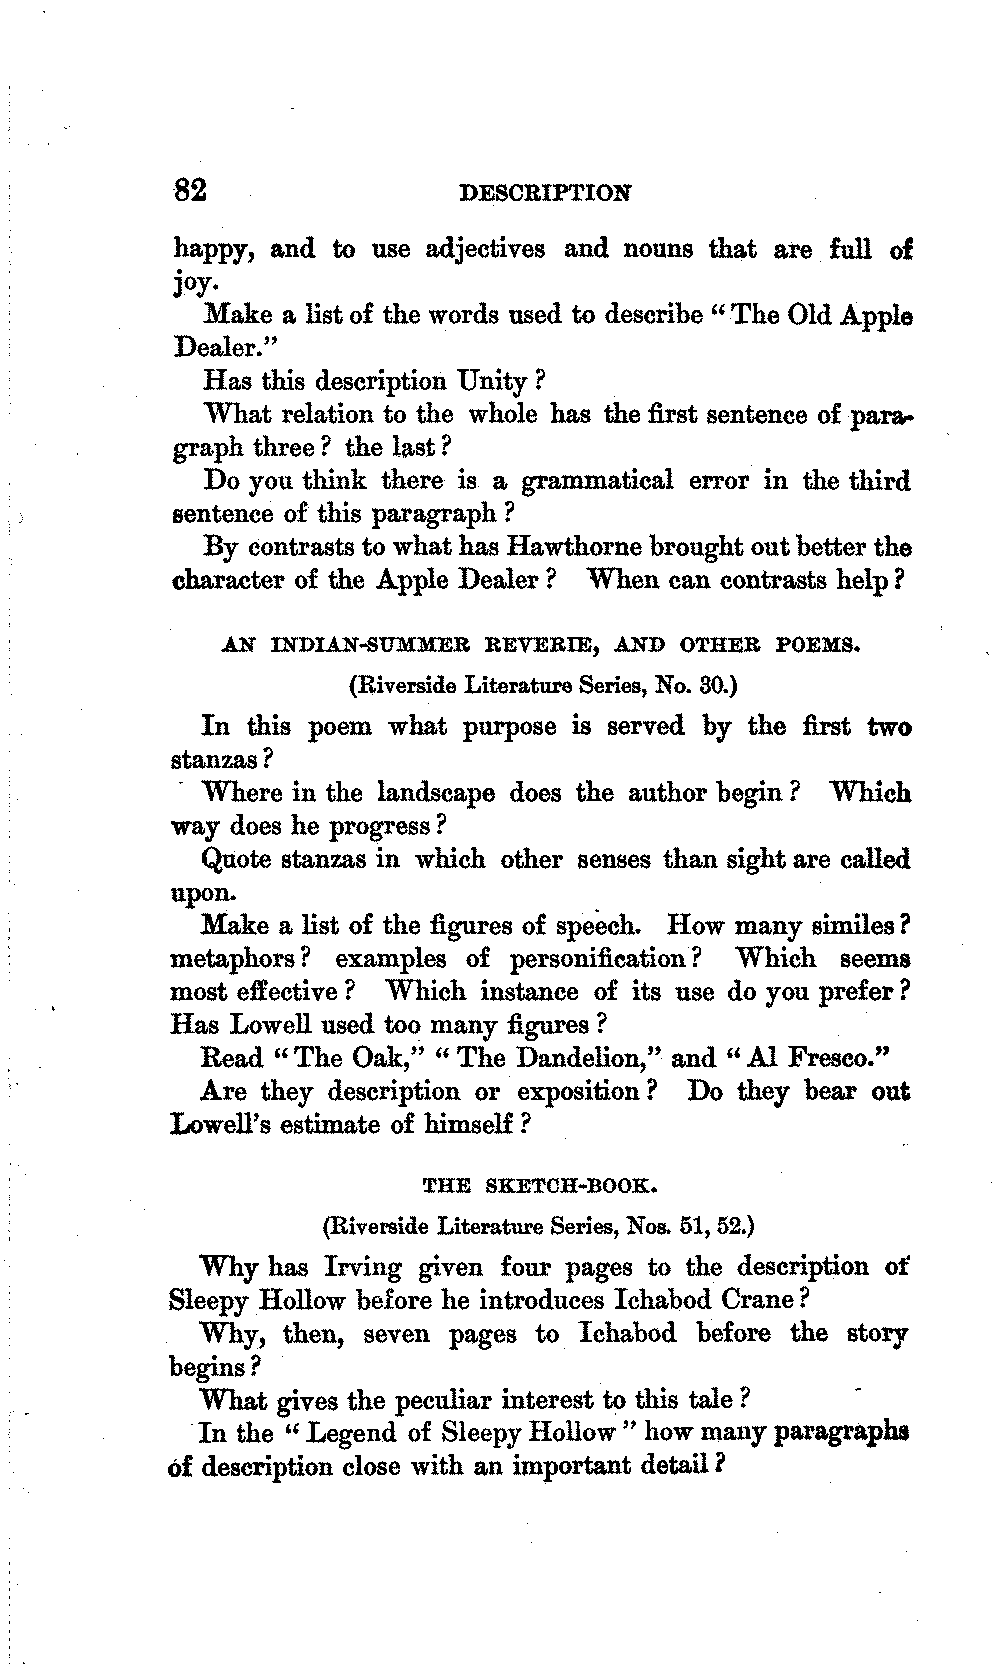 82 DESCRIPTION
happy, and to use adjectives and nouns that are full of
joy.
Make a list of the words used to describe “The Old Apple
Dealer.”
Has this description Unity?
What relation to the whole has the first sentence of para-
graph three? the last?
Do you think there is a grammatical error in the third
sentence of this paragraph?
By contrasts to what has Hawthorne brought out better the
character of the Apple Dealer? When can contrasts help?
AN INDIAN-SUMMER REVERIE, AND OTHER POEMS.
(Riverside Literature Series, No. 30.)
In this poem what purpose is served by the first two
stanzas?
Where in the landscape does the author begin? Which
way does he progress?
Quote stanzas in which other senses than sight are called
upon.
Make a list of the figures of speech. How many similes?
metaphors? examples of personification? Which seems
most effective? Which instance of its use do you prefer?
Has Lowell used too many figures?
Read “The Oak,” “The Dandelion,” and “Al Fresco.”
Are they description or exposition? Do they bear out
Lowell’s estimate of himself?
THE SKETCH-BOOK.
(Riverside Literature Series, Nos. 51, 52.)
Why has Irving given four pages to the description of
Sleepy Hollow before he introduces Ichabod Crane?
Why, then, seven pages to Ichabod before the story
begins?
What gives the peculiar interest to this tale?
In the “Legend of Sleepy Hollow” how many paragraphs
of description close with an important detail?